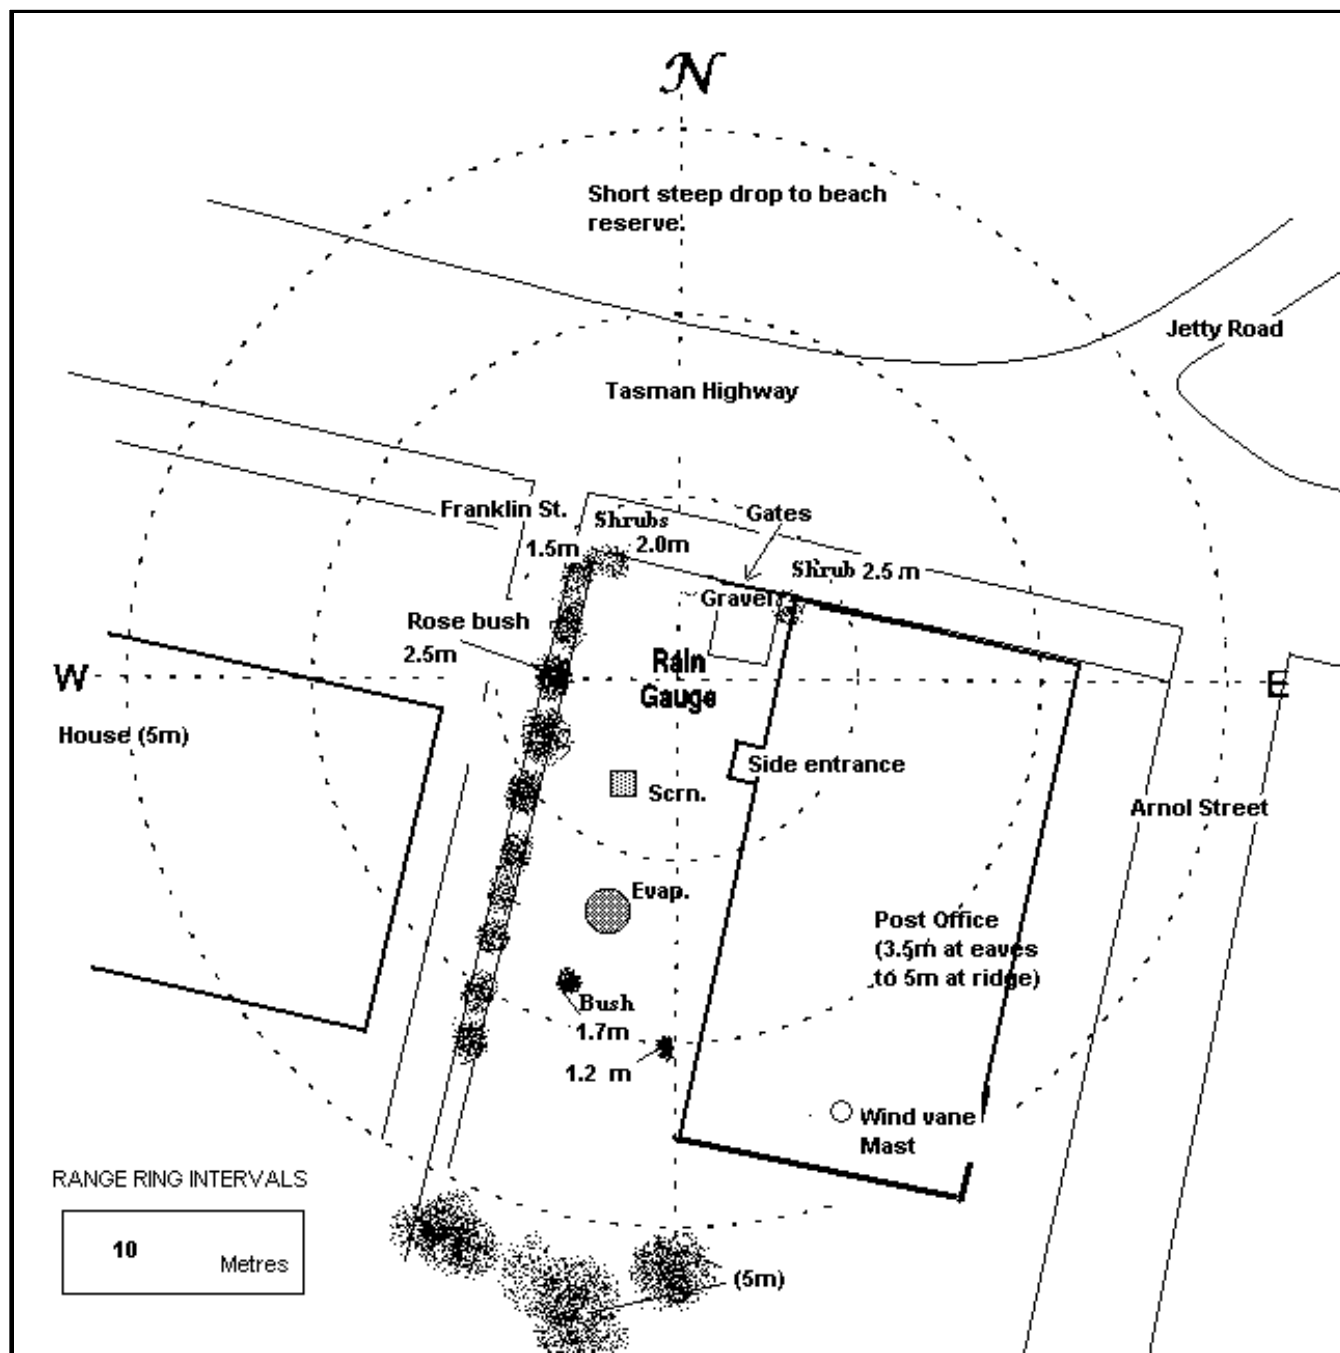 N
Short steep drop to beach
reserve.
Jetty Road
Tasman Highway
Franklin St.
Shrubs
Gates
1.5m
2.0m
Shrub 2.5 m
Gravel
Rose bush
2.5m
Rain
Gauge
W
E
House (5m)
Side entrance
Scrn.
Arnol Street
Evap.
Post Office
(3.5m at eaves
to 5m at ridge)
Bush
1.7m
1.2 m
Wind vane
Mast
RANGE RING INTERVALS
10
Metres
(5m)